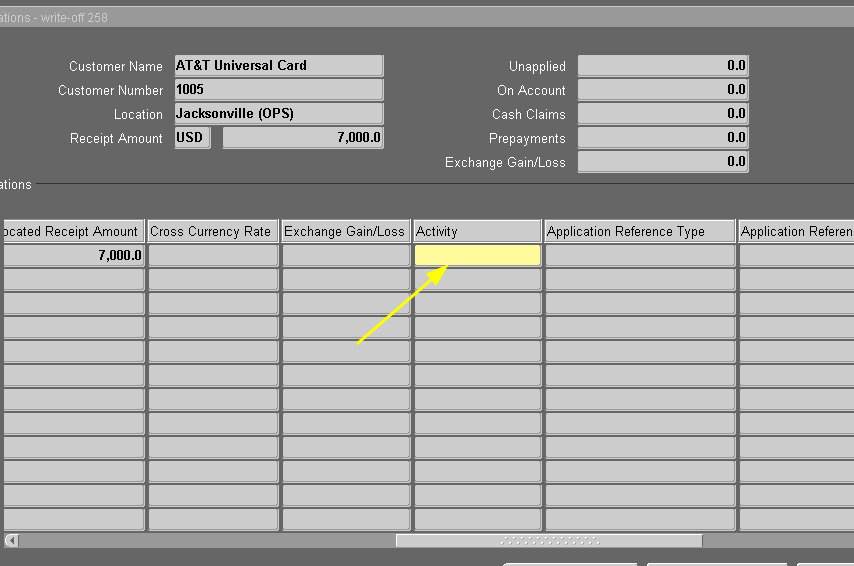 ations - write-off 258
Customer Name AT&T Universal Card Unapplied 0.0
Customer Number 1005 On Account 0.0
Location Jacksonville (OPS) Cash Claims 0.0
Receipt Amount USD 7,000.0 Prepayments 0.0
Exchange Gain/Loss 0.0
ations
ocated Receipt Amount Cross Currency Rate Exchange Gain/Loss Activity Application Reference Type Application Referen
7,000.0